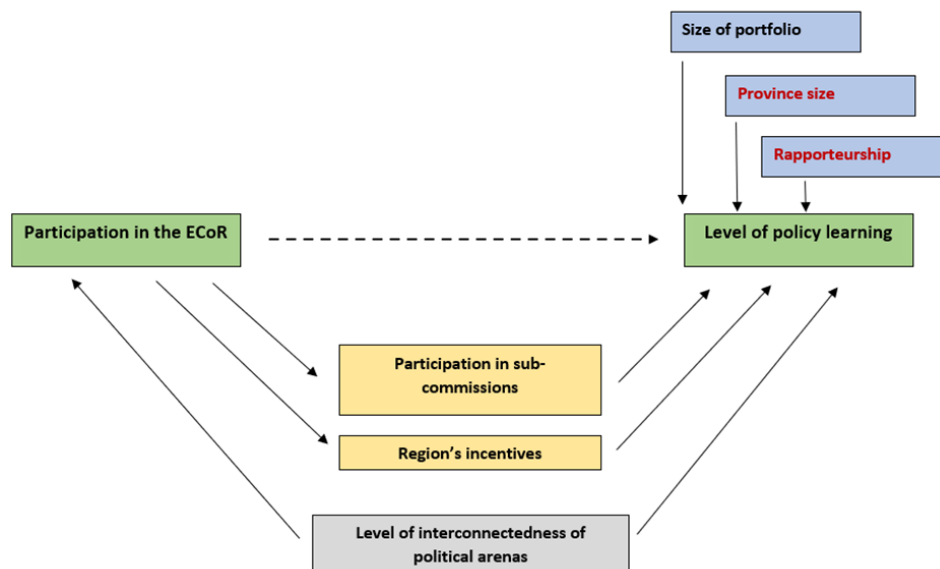 Size of portfolio
Province size
Rapporteurship
Participation in the ECoR
Level of policy learning
Participation in sub-
commissions
Region's incentives
Level of interconnectedness of
political arenas